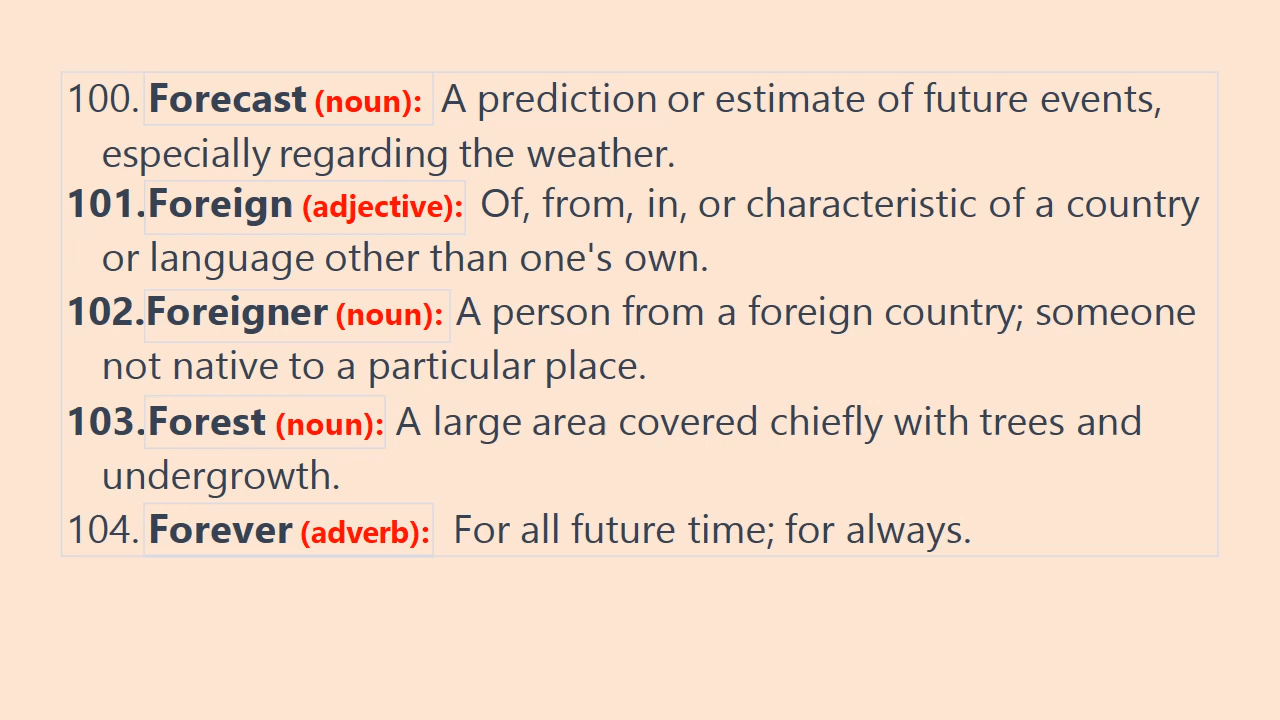 100. Forecast (noun): A prediction or estimate of future events,
especially regarding the weather.
101.Foreign (adjective): Of, from, in, or characteristic of a country
or language other than one's own.
102.Foreigner (noun): A person from a foreign country; someone
not native to a particular place.
103.Forest (noun): A large area covered chiefly with trees and
undergrowth.
104. Forever (adverb): For all future time; for always.